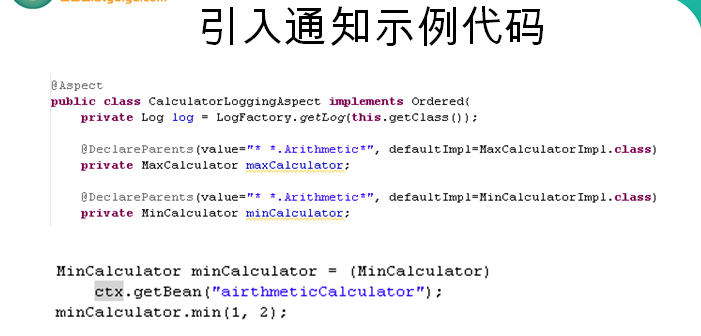 引入通知示例代码
@Aspect
public class CalculatorLoggingAspect implements Ordered{
private Log log = LogFactory.getLog(this.getClass());
@DeclareParents(value="* *.Arithmetic*", defaultImpl=MaxCalculatorImpl.class)
private MaxCalculator maxCalculator;
@DeclareParents(value="* *.Arithmetic*", defaultImpl=MinCalculatorImpl.class)
private MinCalculator minCalculator;
MinCalculator minCalculator = (MinCalculator)
ctx.getBean("airthmeticCalculator");
minCalculator.min(1, 2);